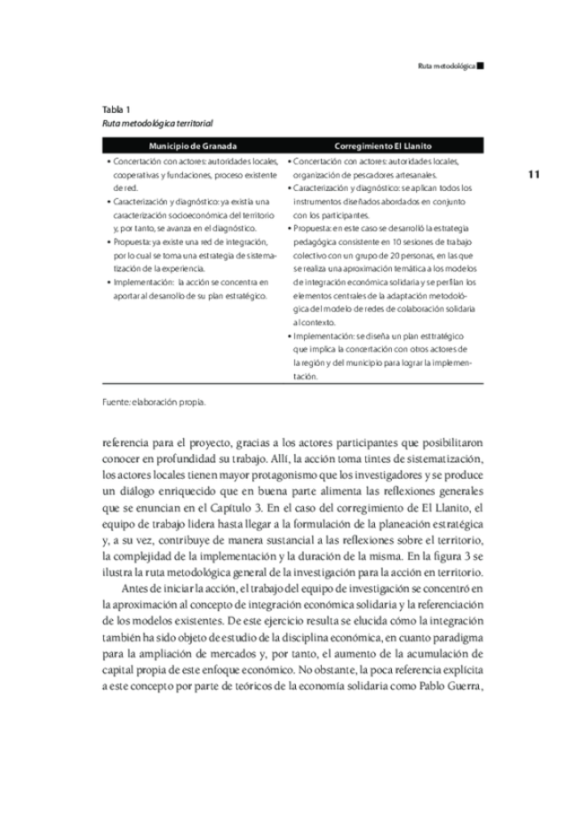 Ruta metodológica
Tabla 1
Ruta metodológica territorial
Municipio de Granada
• Concertación con actores: autoridades locales,
cooperativas y fundaciones, proceso existente
de red.
• Caracterización y diagnóstico: ya existía una
caracterización socioeconómica del territorio
y, por tanto, se avanza en el diagnóstico.
• Propuesta: ya existe una red de integración,
por lo cual se toma una estrategia de sistema-
tización de la experiencia.
• Implementación: la acción se concentra en
aportar al desarrollo de su plan estratégico.
Corregimiento El Llanito
• Concertación con actores: autoridades locales,
organización de pescadores artesanales.
• Caracterización y diagnóstico: se aplican todos los
instrumentos diseñados abordados en conjunto
con los participantes.
• Propuesta: en este caso se desarrolló la estrategia
pedagógica consistente en 10 sesiones de trabajo
colectivo con un grupo de 20 personas, en las que
se realiza una aproximación temática a los modelos
de integración económica solidaria y se perfilan los
elementos centrales de la adaptación metodoló-
gica del modelo de redes de colaboración solidaria
al contexto.
• Implementación: se diseña un plan esttratégico
que implica la concertación con otros actores de
la región y del municipio para lograr la implemen-
tación.
11
Fuente: elaboración propia.
referencia para el proyecto, gracias a los actores participantes que posibilitaron
conocer en profundidad su trabajo. Allí, la acción toma tintes de sistematización,
los actores locales tienen mayor protagonismo que los investigadores y se produce
un diálogo enriquecido que en buena parte alimenta las reflexiones generales
que se enuncian en el Capítulo 3. En el caso del corregimiento de El Llanito, el
equipo de trabajo lidera hasta llegar a la formulación de la planeación estratégica
y, a su vez, contribuye de manera sustancial a las reflexiones sobre el territorio,
la complejidad de la implementación y la duración de la misma. En la figura 3 se
ilustra la ruta metodológica general de la investigación para la acción en territorio.
Antes de iniciar la acción, el trabajo del equipo de investigación se concentró en
la aproximación al concepto de integración económica solidaria y la referenciación
de los modelos existentes. De este ejercicio resulta se elucida cómo la integración
también ha sido objeto de estudio de la disciplina económica, en cuanto paradigma
para la ampliación de mercados y, por tanto, el aumento de la acumulación de
capital propia de este enfoque económico. No obstante, la poca referencia explícita
a este concepto por parte de teóricos de la economía solidaria como Pablo Guerra,